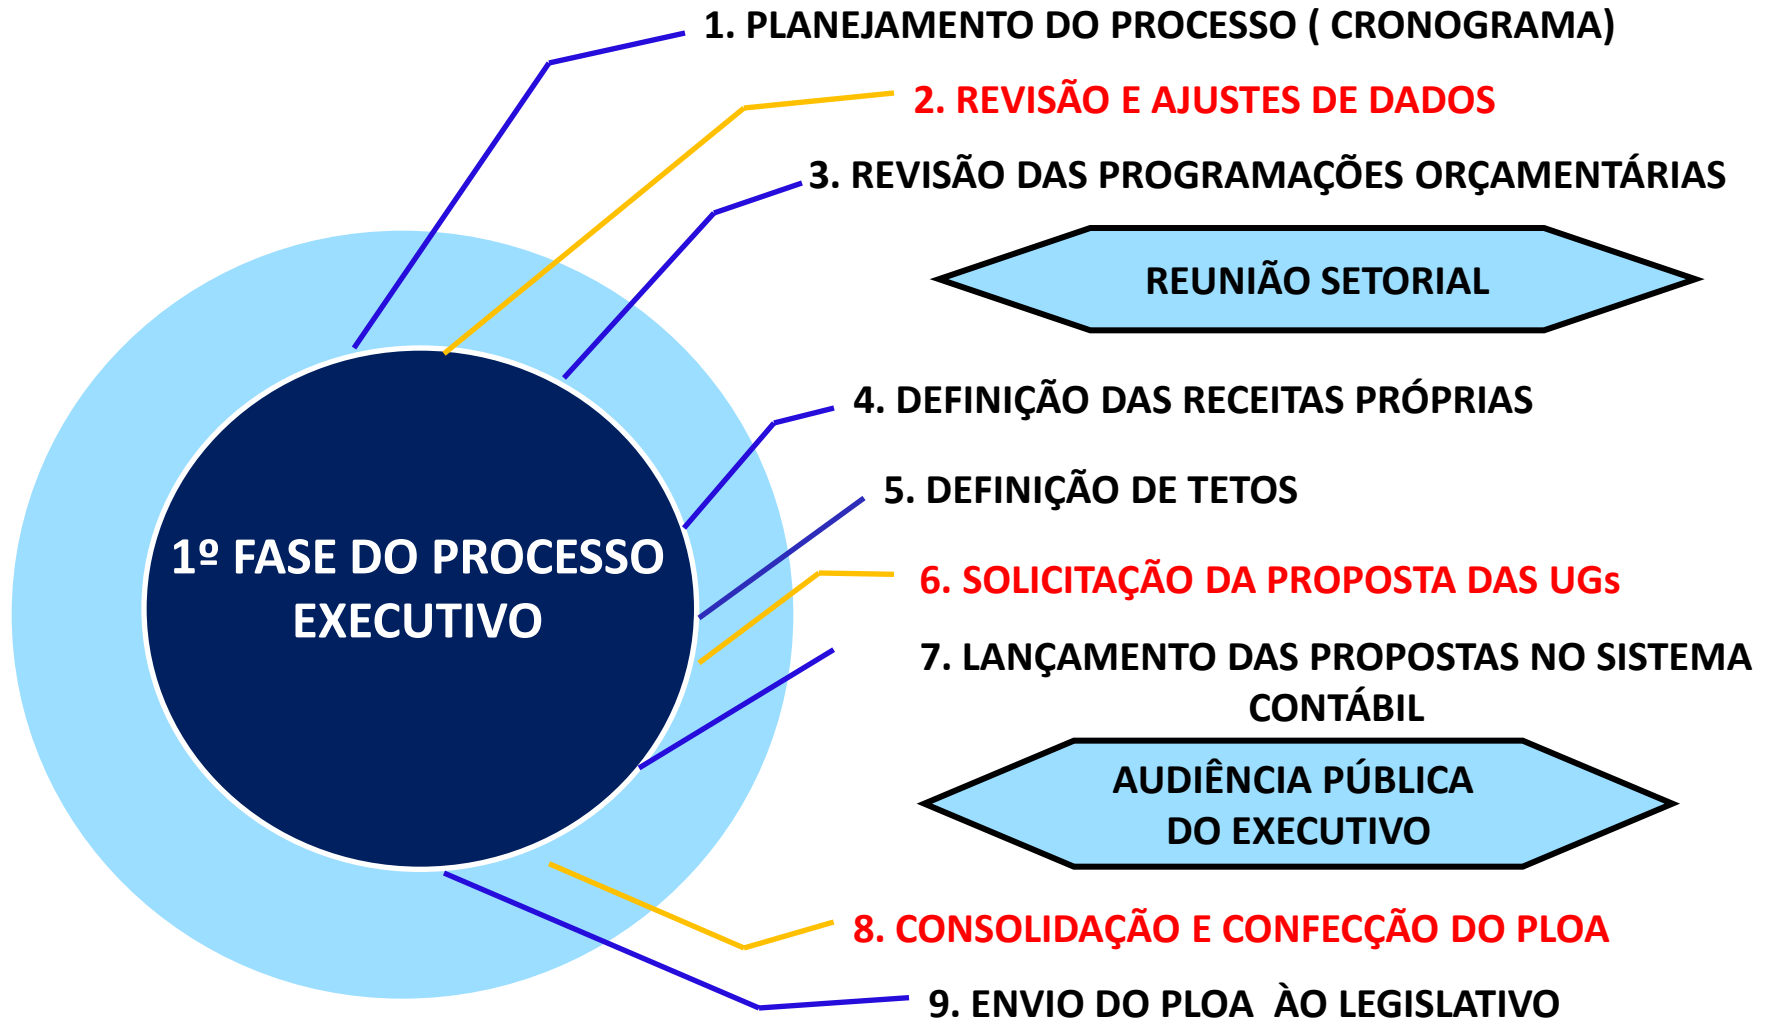 1. PLANEJAMENTO DO PROCESSO ( CRONOGRAMA)
2. REVISÃO E AJUSTES DE DADOS
3. REVISÃO DAS PROGRAMAÇÕES ORÇAMENTÁRIAS
REUNIÃO SETORIAL
4. DEFINIÇÃO DAS RECEITAS PRÓPRIAS
5. DEFINIÇÃO DE TETOS
1º FASE DO PROCESSO
EXECUTIVO
6. SOLICITAÇÃO DA PROPOSTA DAS UGs
7. LANÇAMENTO DAS PROPOSTAS NO SISTEMA
CONTÁBIL
AUDIÊNCIA PÚBLICA
DO EXECUTIVO
8. CONSOLIDAÇÃO E CONFECÇÃO DO PLOA
9. ENVIO DO PLOA  ÀO LEGISLATIVO